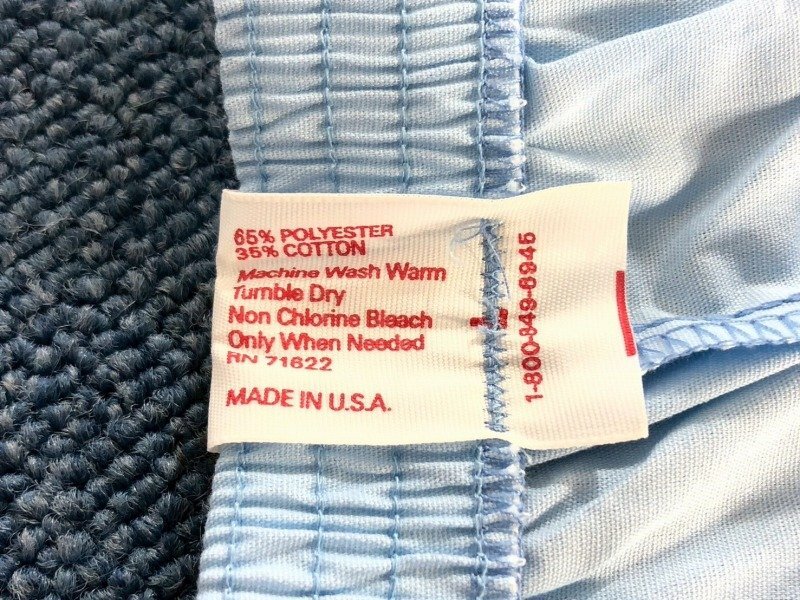 65% POLYESTER
35% COTTON
Machine Wash Warm
Tumble Dry
Non Chlorine Bleach
Only When Needed
RN 71622
MADE IN U.S.A.
1-800-849-6945